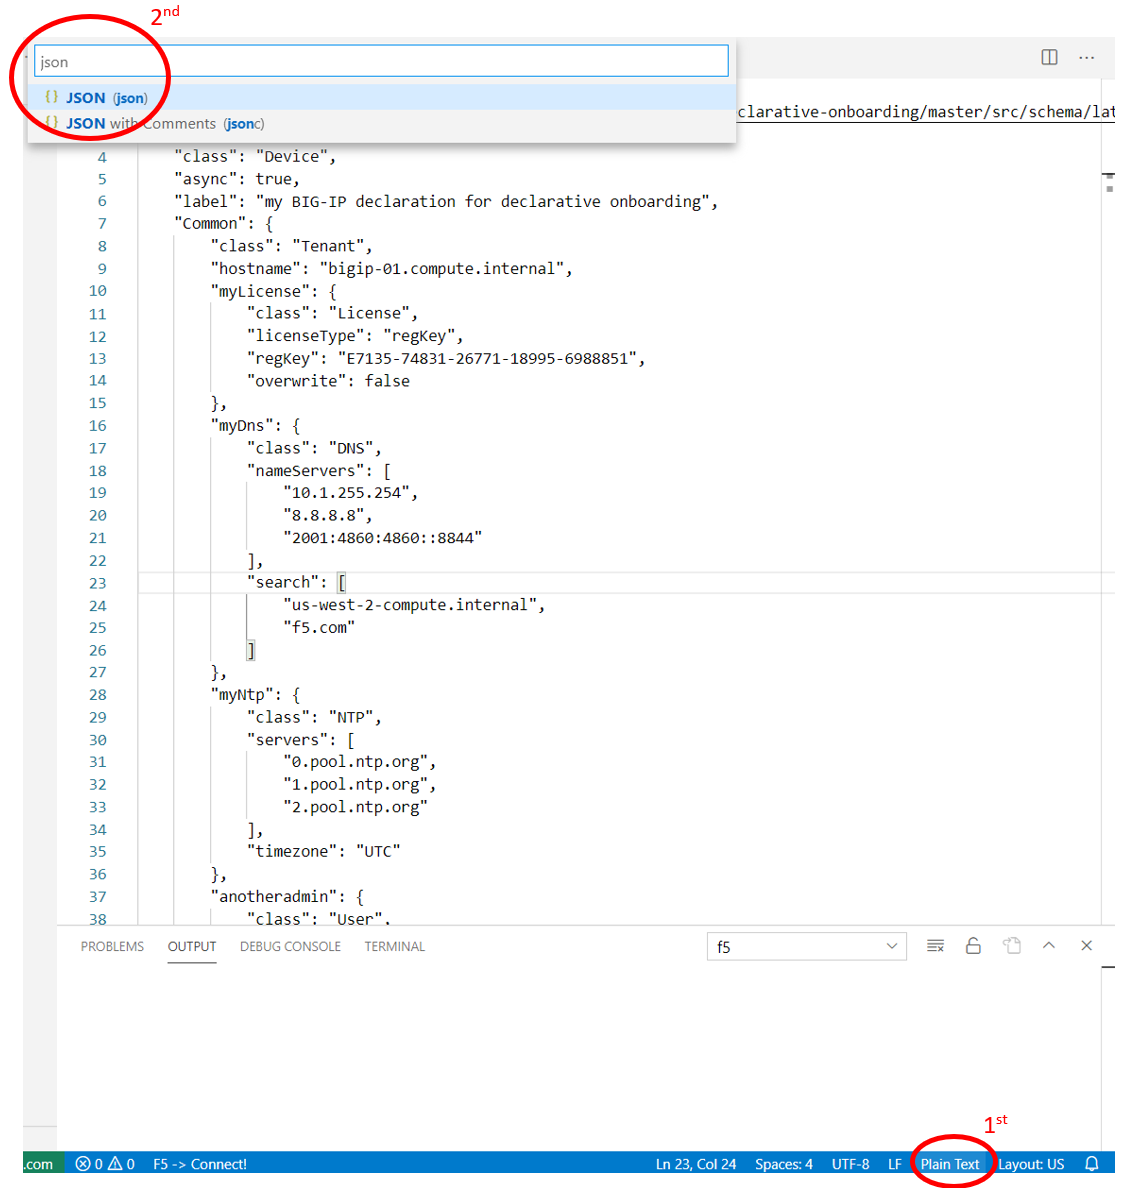 2nd
json
{} JSON (json)
{} JSON with Comments (jsonc)
clarative-onboarding/master/src/schema/lat
4 "class": "Device",
5 "async": true,
6 "label": "my BIG-IP declaration for declarative onboarding",
7 "Common": {
8 "class": "Tenant",
9 "hostname": "bigip-01.compute.internal",
10 "myLicense": {
11 "class": "License",
12 "licenseType": "regKey",
13 "regKey": "E7135-74831-26771-18995-6988851",
14 "overwrite": false
15 },
16 "myDns": {
17 "class": "DNS",
18 "nameServers": [
19 "10.1.255.254",
20 "8.8.8.8",
21 "2001:4860:4860::8844"
22 ],
23 "search": [
24 "us-west-2-compute.internal",
25 "f5.com"
26 ]
27 },
28 "myNtp": {
29 "class": "NTP",
30 "servers": [
31 "0.pool.ntp.org",
32 "1.pool.ntp.org",
33 "2.pool.ntp.org"
34 ],
35 "timezone": "UTC"
36 },
37 "anotheradmin": {
38 "class": "User",
PROBLEMS OUTPUT DEBUG CONSOLE TERMINAL f5
1st
.com 0 0 F5 -> Connect! Ln 23, Col 24 Spaces: 4 UTF-8 LF Plain Text Layout: US